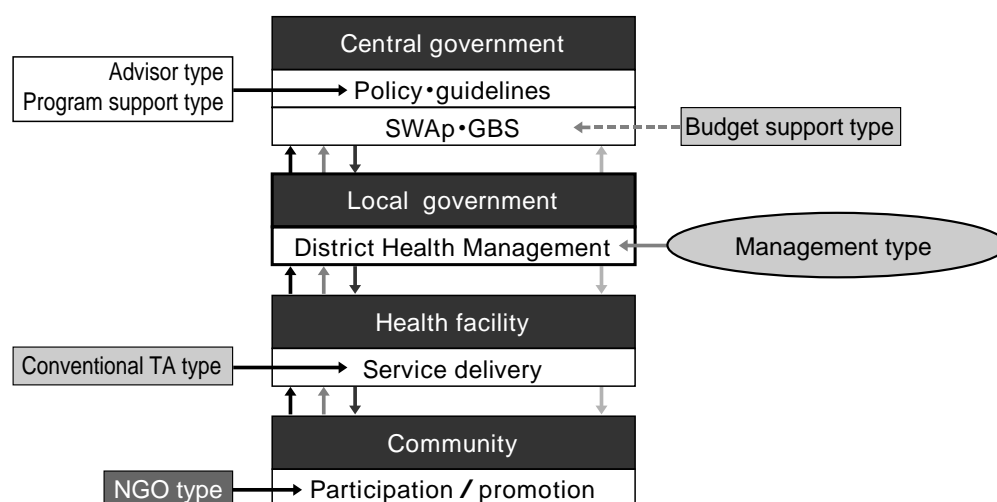 Central government
Advisor type
Program support type
Policy・guidelines
SWAp・GBS
Budget support type
Local government
District Health Management
Management type
Health facility
Conventional TA type
Service delivery
Community
NGO type
Participation / promotion